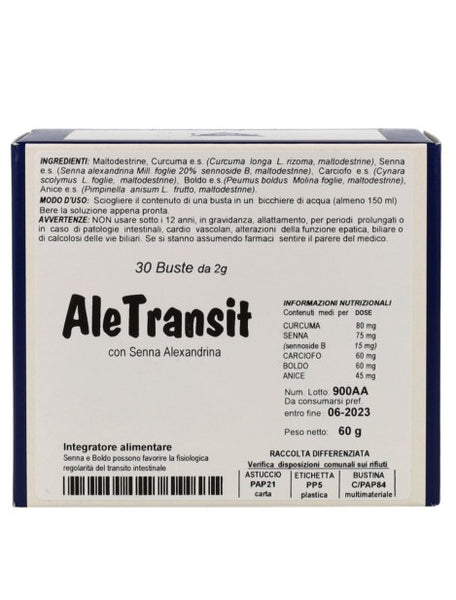 INGREDIENTI: Maltodestrine, Curcuma e.s. (Curcuma longa L. rizoma, maltodestrine), Senna
e.s. (Senna alexandrina Mill. foglie 20% sennoside B, maltodestrine), Carciofo e.s. (Cynara
scolymus L. foglie, maltodestrine), Boldo e.s. (Peumus boldus Molina foglie, maltodestrine),
Anice e.s. (Pimpinella anisum L. frutto, maltodestrine).
MODO D'USO: Sciogliere il contenuto di una busta in un bicchiere di acqua (almeno 150 ml)
Bere la soluzione appena pronta.
AVVERTENZE: NON usare sotto i 12 anni, in gravidanza, allattamento, per periodi prolungati o
in caso di patologie intestinali, cardio vascolari, alterazioni della funzione epatica, biliare o
di calcolosi delle vie biliari. Se si stanno assumendo farmaci sentire il parere del medico.
30 Buste da 2g
AleTransit
con Senna Alexandrina
INFORMAZIONI NUTRIZIONALI
Contenuti medi per DOSE
CURCUMA 80 mg
SENNA 75 mg
(sennoside B 15 mg)
CARCIOFO 60 mg
BOLDO 60 mg
ANICE 45 mg
Num. Lotto: 900AA
Da consumarsi pref.
entro fine 06-2023
Peso netto: 60 g
Integratore alimentare
Senna e Boldo possono favorire la fisiologica
regolarità del transito intestinale
RACCOLTA DIFFERENZIATA
Verifica disposizioni comunali sui rifiuti
ASTUCCIO ETICHETTA BUSTINA
PAP21 PP5 C/PAP84
carta plastica multimateriale